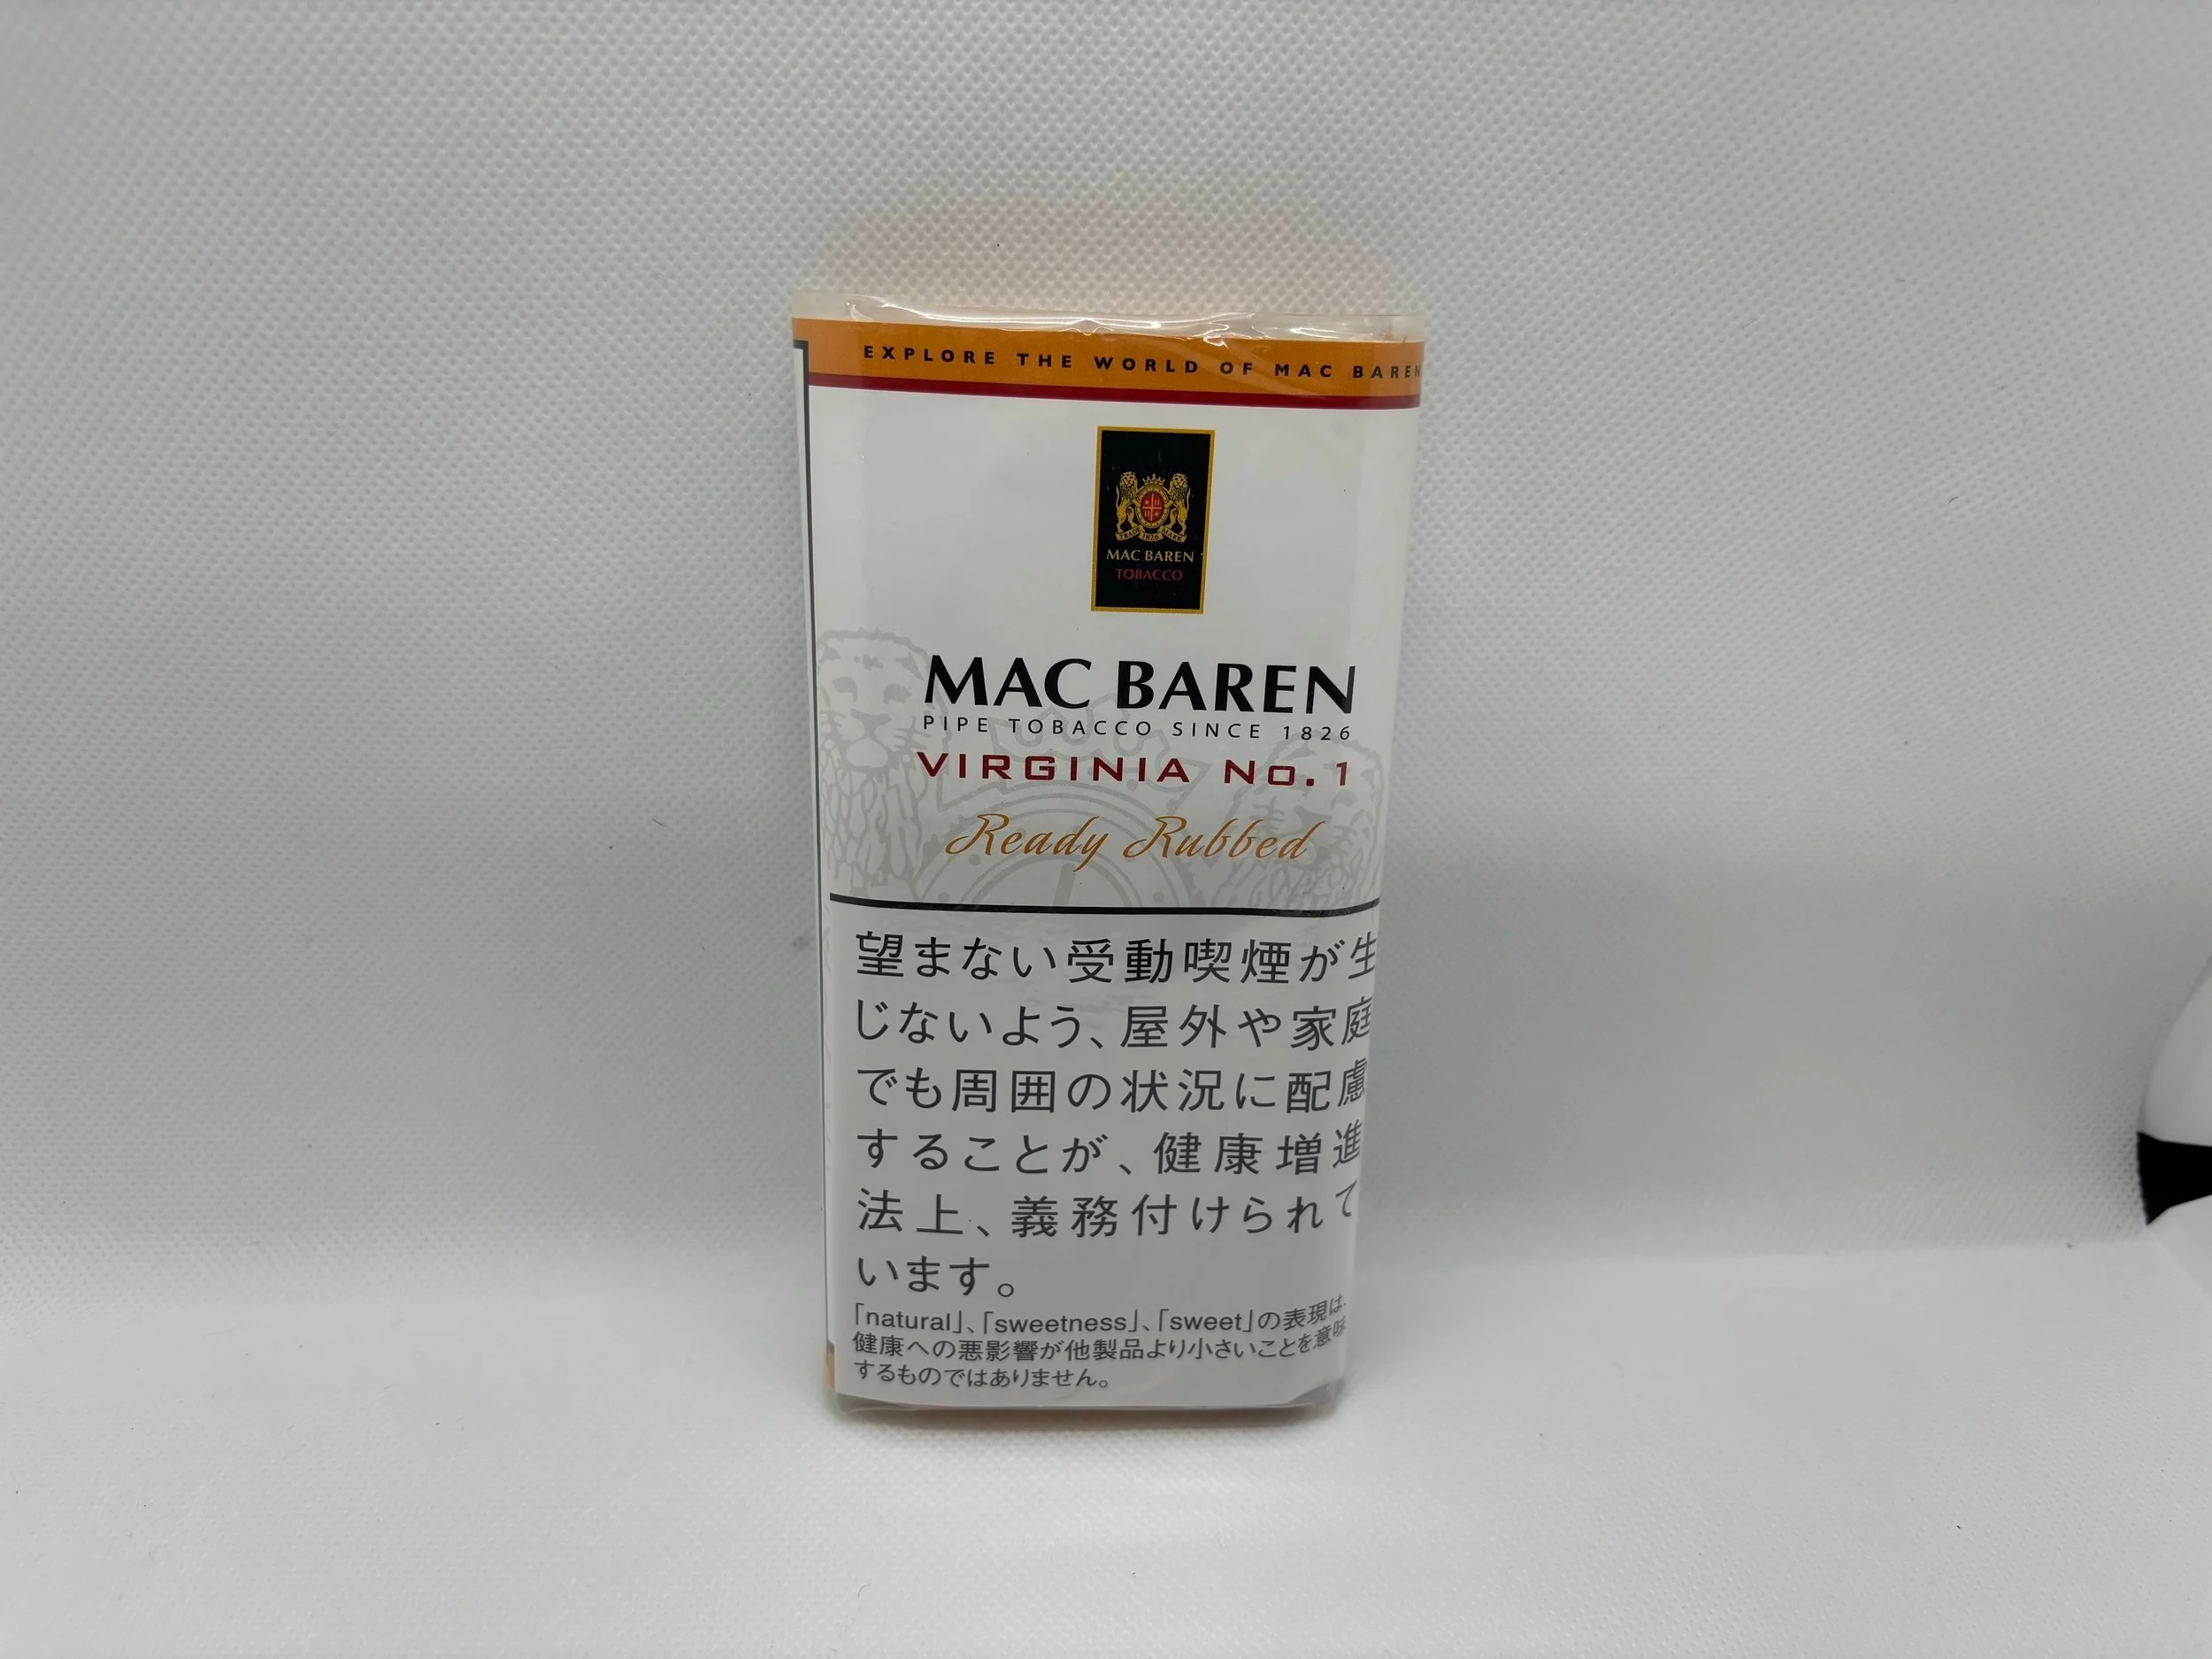 EXPLORE THE WORLD OF MAC BAREN
TRADE 1826 MARK
MAC BAREN
TOBACCO
MAC BAREN
PIPE TOBACCO SINCE 1826
VIRGINIA No.1
Ready Rubbed
望まない受動喫煙が生
じないよう、屋外や家庭
でも周囲の状況に配慮
することが、健康増進
法上、義務付けられて
います。
「natural」、「sweetness」、「sweet」の表現は、
健康への悪影響が他製品より小さいことを意味
するものではありません。